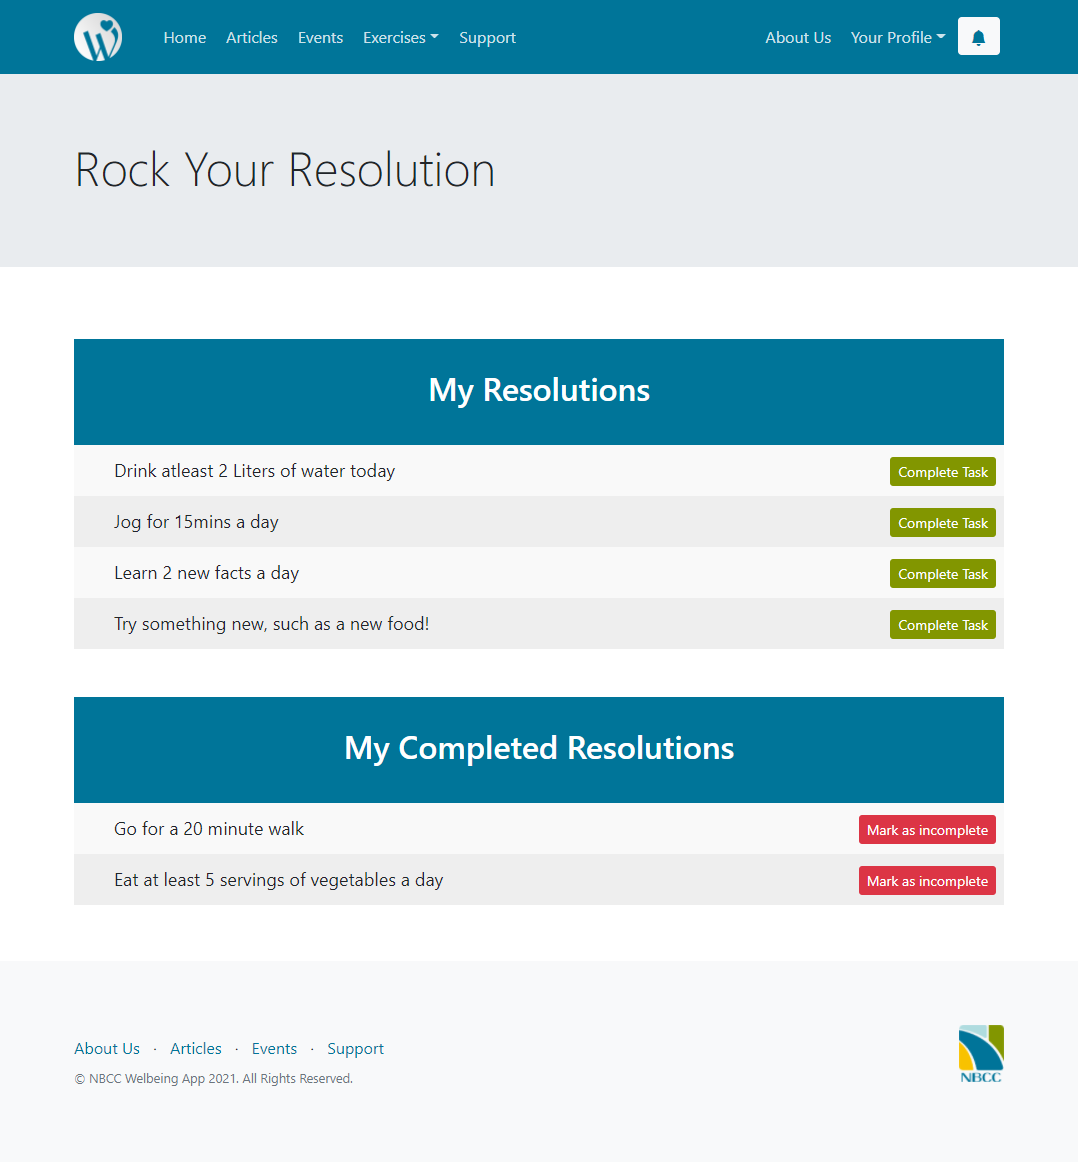 W Home Articles Events Exercises Support About Us Your Profile
Rock Your Resolution
My Resolutions
Drink atleast 2 Liters of water today Complete Task
Jog for 15mins a day Complete Task
Learn 2 new facts a day Complete Task
Try something new, such as a new food! Complete Task
My Completed Resolutions
Go for a 20 minute walk Mark as incomplete
Eat at least 5 servings of vegetables a day Mark as incomplete
About Us · Articles · Events · Support
© NBCC Welbeing App 2021. All Rights Reserved.
NBCC